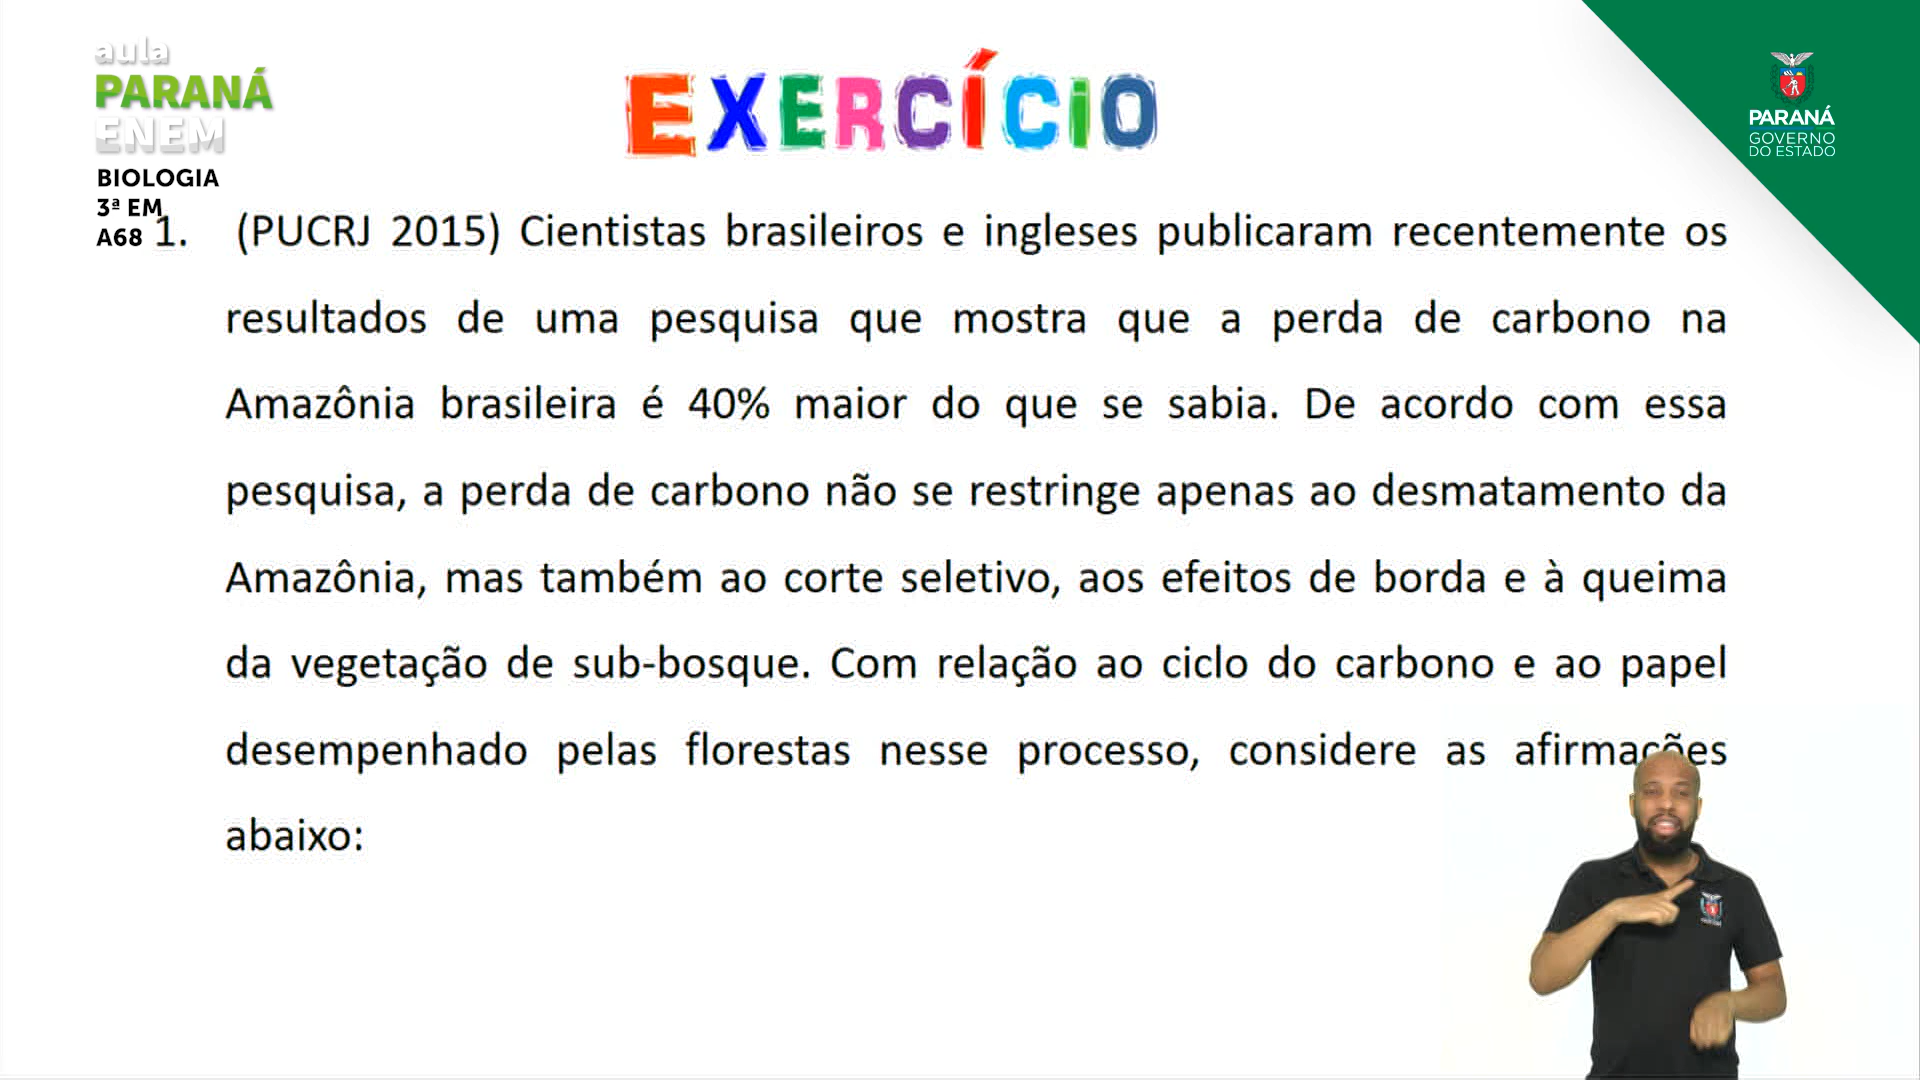 aula
PARANÁ
ENEM
BIOLOGIA
3ª EM
A68
EXERCÍCIO
PARANÁ
GOVERNO
DO ESTADO
1. (PUCRJ 2015) Cientistas brasileiros e ingleses publicaram recentemente os
resultados de uma pesquisa que mostra que a perda de carbono na
Amazônia brasileira é 40% maior do que se sabia. De acordo com essa
pesquisa, a perda de carbono não se restringe apenas ao desmatamento da
Amazônia, mas também ao corte seletivo, aos efeitos de borda e à queima
da vegetação de sub-bosque. Com relação ao ciclo do carbono e ao papel
desempenhado pelas florestas nesse processo, considere as afirmações
abaixo: